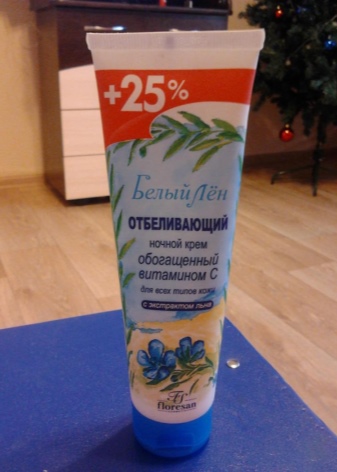 +25%
Белый Лён
ОТБЕЛИВАЮЩИЙ
ночной крем
обогащенный
витамином С
для всех типов кожи
с экстрактом льна
floresan